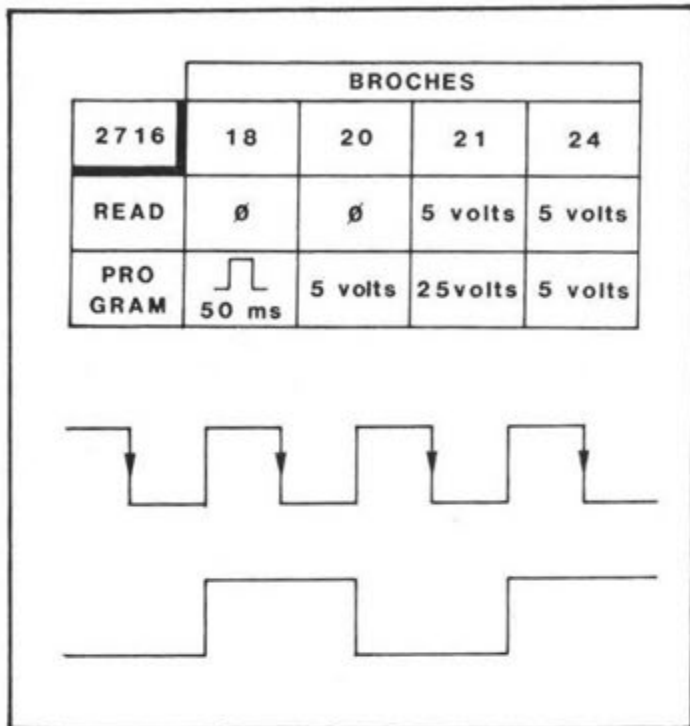 BROCHES
2716 18 20 21 24
READ ø ø 5 volts 5 volts
PRO
GRAM 50 ms 5 volts 25volts 5 volts